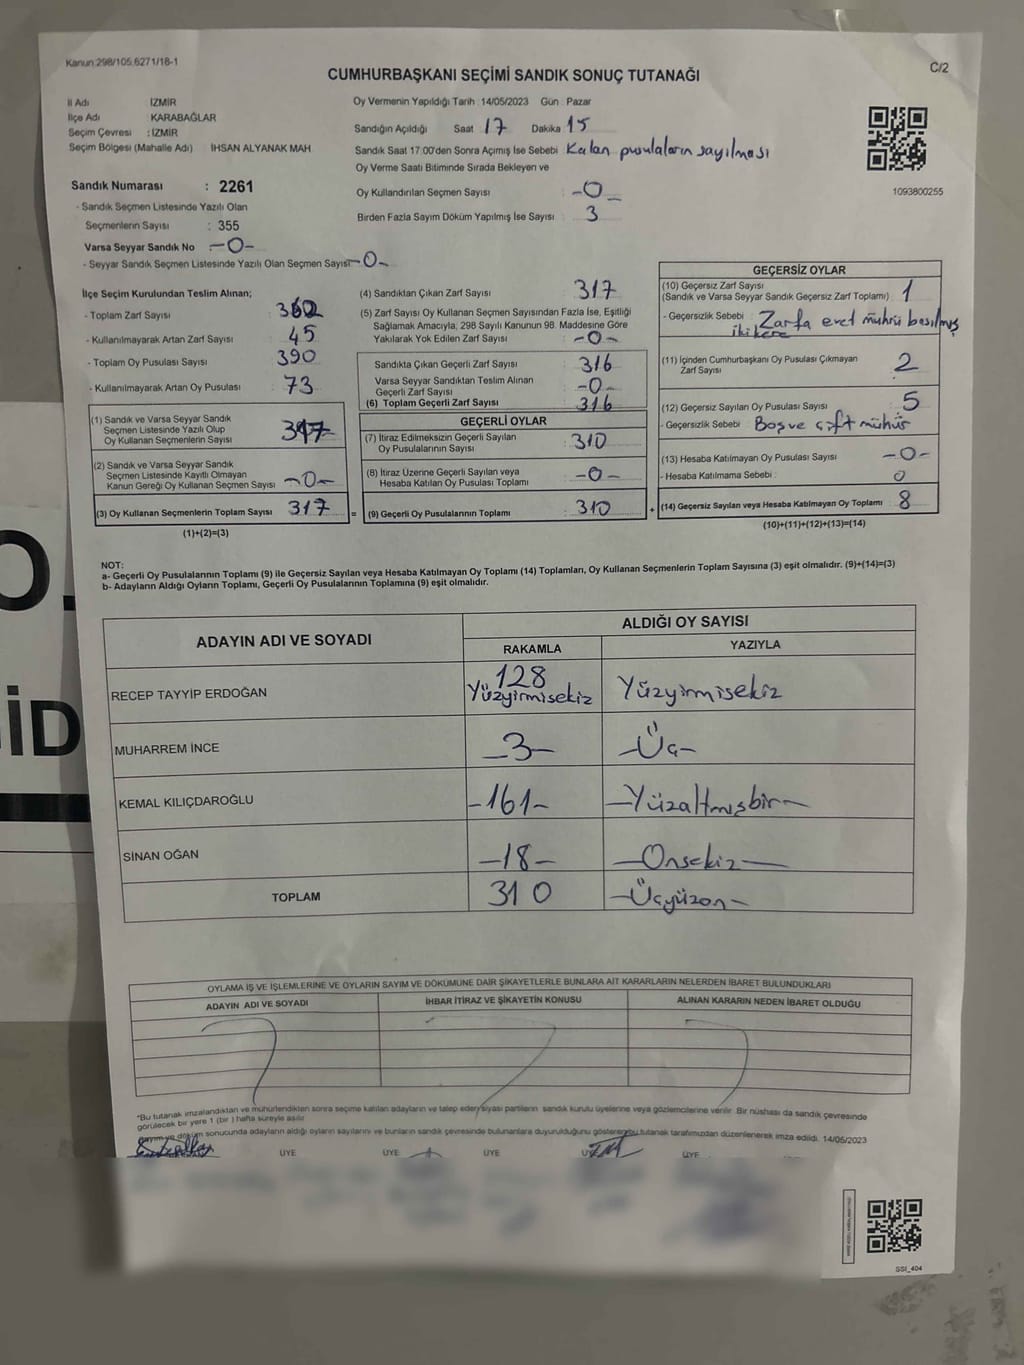 Kanun:298/105,6271/18-1
C/2
CUMHURBAŞKANI SEÇİMİ SANDIK SONUÇ TUTANAĞI
İl Adı : İZMİR
İlçe Adı : KARABAĞLAR
Seçim Çevresi : İZMİR
Seçim Bölgesi (Mahalle Adı) İHSAN ALYANAK MAH
Sandık Numarası : 2261
- Sandık Seçmen Listesinde Yazılı Olan
Seçmenlerin Sayısı : 355
Varsa Seyyar Sandık No : -0-
- Seyyar Sandık Seçmen Listesinde Yazılı Olan Seçmen Sayısı -0-
Oy Vermenin Yapıldığı Tarih : 14/05/2023 Gün : Pazar
Sandığın Açıldığı Saat 17 Dakika 15
Sandık Saat 17:00'den Sonra Açımış İse Sebebi Kalan pusulaların sayılması
Oy Verme Saati Bitiminde Sırada Bekleyen ve
Oy Kullandırılan Seçmen Sayısı : -0-
Birden Fazla Sayım Döküm Yapılmış İse Sayısı : 3
1093800255
İlçe Seçim Kurulundan Teslim Alınan;
- Toplam Zarf Sayısı : 362
- Kullanılmayarak Artan Zarf Sayısı : 45
- Toplam Oy Pusulası Sayısı : 390
- Kullanılmayarak Artan Oy Pusulası : 73
(1) Sandık ve Varsa Seyyar Sandık
Seçmen Listesinde Yazılı Olup
Oy Kullanan Seçmenlerin Sayısı : 317
(2) Sandık ve Varsa Seyyar Sandık
Seçmen Listesinde Kayıtlı Olmayan
Kanun Gereği Oy Kullanan Seçmen Sayısı : -0-
(3) Oy Kullanan Seçmenlerin Toplam Sayısı 317
(1)+(2)=(3)
=
(4) Sandıktan Çıkan Zarf Sayısı : 317
(5) Zarf Sayısı Oy Kullanan Seçmen Sayısından Fazla İse, Eşitliği
Sağlamak Amacıyla, 298 Sayılı Kanunun 98. Maddesine Göre
Yakılarak Yok Edilen Zarf Sayısı : -0-
Sandıkta Çıkan Geçerli Zarf Sayısı : 316
Varsa Seyyar Sandıktan Teslim Alınan
Geçerli Zarf Sayısı : -0-
(6) Toplam Geçerli Zarf Sayısı : 316
GEÇERLİ OYLAR
(7) İtiraz Edilmeksizin Geçerli Sayılan
Oy Pusulalarının Sayısı : 310
(8) İtiraz Üzerine Geçerli Sayılan veya
Hesaba Katılan Oy Pusulası Toplamı : -0-
(9) Geçerli Oy Pusulalarının Toplamı : 310
+
GEÇERSİZ OYLAR
(10) Geçersiz Zarf Sayısı
(Sandık ve Varsa Seyyar Sandık Geçersiz Zarf Toplamı) : 1
- Geçersizlik Sebebi : Zarfa evet mührü basılmış
iki kere
(11) İçinden Cumhurbaşkanı Oy Pusulası Çıkmayan
Zarf Sayısı : 2
(12) Geçersiz Sayılan Oy Pusulası Sayısı : 5
- Geçersizlik Sebebi : Boş ve çift mühür
(13) Hesaba Katılmayan Oy Pusulası Sayısı : -0-
- Hesaba Katılmama Sebebi : 0
(14) Geçersiz Sayılan veya Hesaba Katılmayan Oy Toplamı : 8
(10)+(11)+(12)+(13)=(14)
NOT:
a- Geçerli Oy Pusulalarının Toplamı (9) ile Geçersiz Sayılan veya Hesaba Katılmayan Oy Toplamı (14) Toplamları, Oy Kullanan Seçmenlerin Toplam Sayısına (3) eşit olmalıdır. (9)+(14)=(3)
b- Adayların Aldığı Oyların Toplamı, Geçerli Oy Pusulalarının Toplamına (9) eşit olmalıdır.
ADAYIN ADI VE SOYADI ALDIĞI OY SAYISI
RAKAMLA YAZIYLA
RECEP TAYYIP ERDOĞAN 128 Yüzyirmisekiz Yüzyirmisekiz
MUHARREM İNCE -3- -Üç-
KEMAL KILIÇDAROĞLU -161- -Yüzaltmışbir-
SİNAN OĞAN -18- -Onsekiz-
TOPLAM 310 -Üçyüzon-
OYLAMA İŞ VE İŞLEMLERİNE VE OYLARIN SAYIM VE DÖKÜMÜNE DAİR ŞİKAYETLERLE BUNLARA AİT KARARLARIN NELERDEN İBARET BULUNDUKLARI
ADAYIN ADI VE SOYADI İHBAR İTİRAZ VE ŞİKAYETİN KONUSU ALINAN KARARIN NEDEN İBARET OLDUĞU
*Bu tutanak imzalandıktan ve mühürlendikten sonra seçime katılan adayların ve talep eden siyasi partilerin sandık kurulu üyelerine veya gözlemcilerine verilir. Bir nüshası da sandık çevresinde
görülecek bir yere 1 (bir) hafta süreyle asılır.
Sayım ve döküm sonucunda adayların aldığı oyların sayılarını ve bunların sandık çevresinde bulunanlara duyurulduğunu gösteren bu tutanak tarafımızdan düzenlenerek imza edildi. 14/05/2023
ÜYE ÜYE ÜYE ÜYE ÜYE
SSİ_404